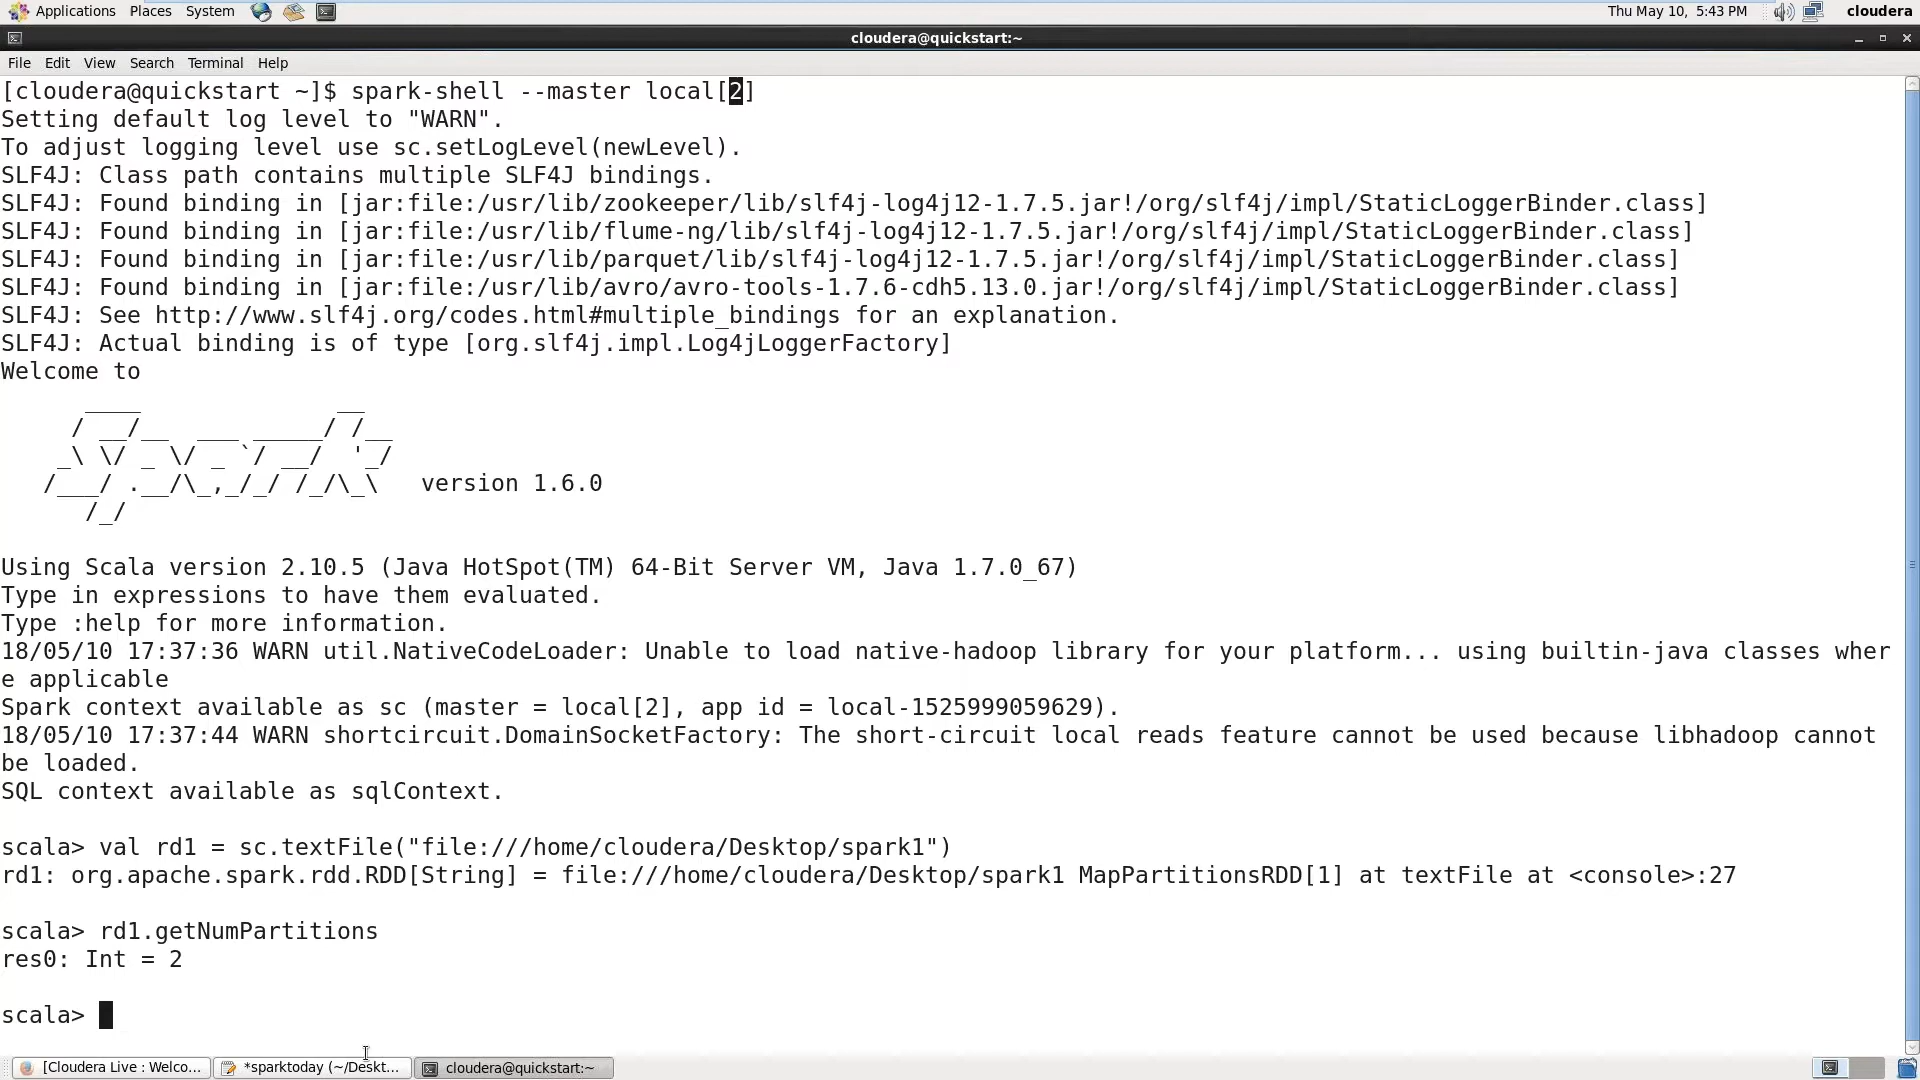 Applications Places System Thu May 10, 5:43 PM cloudera
cloudera@quickstart:~
File Edit View Search Terminal Help
[cloudera@quickstart ~]$ spark-shell --master local[2]
Setting default log level to "WARN".
To adjust logging level use sc.setLogLevel(newLevel).
SLF4J: Class path contains multiple SLF4J bindings.
SLF4J: Found binding in [jar:file:/usr/lib/zookeeper/lib/slf4j-log4j12-1.7.5.jar!/org/slf4j/impl/StaticLoggerBinder.class]
SLF4J: Found binding in [jar:file:/usr/lib/flume-ng/lib/slf4j-log4j12-1.7.5.jar!/org/slf4j/impl/StaticLoggerBinder.class]
SLF4J: Found binding in [jar:file:/usr/lib/parquet/lib/slf4j-log4j12-1.7.5.jar!/org/slf4j/impl/StaticLoggerBinder.class]
SLF4J: Found binding in [jar:file:/usr/lib/avro/avro-tools-1.7.6-cdh5.13.0.jar!/org/slf4j/impl/StaticLoggerBinder.class]
SLF4J: See http://www.slf4j.org/codes.html#multiple_bindings for an explanation.
SLF4J: Actual binding is of type [org.slf4j.impl.Log4jLoggerFactory]
Welcome to
      ____              __
     / __/__  ___ _____/ /__
    _\ \/ _ \/ _ `/ __/  '_/
   /___/ .__/\_,_/_/ /_/\_\   version 1.6.0
      /_/
Using Scala version 2.10.5 (Java HotSpot(TM) 64-Bit Server VM, Java 1.7.0_67)
Type in expressions to have them evaluated.
Type :help for more information.
18/05/10 17:37:36 WARN util.NativeCodeLoader: Unable to load native-hadoop library for your platform... using builtin-java classes wher
e applicable
Spark context available as sc (master = local[2], app id = local-1525999059629).
18/05/10 17:37:44 WARN shortcircuit.DomainSocketFactory: The short-circuit local reads feature cannot be used because libhadoop cannot
be loaded.
SQL context available as sqlContext.
scala> val rd1 = sc.textFile("file:///home/cloudera/Desktop/spark1")
rd1: org.apache.spark.rdd.RDD[String] = file:///home/cloudera/Desktop/spark1 MapPartitionsRDD[1] at textFile at <console>:27
scala> rd1.getNumPartitions
res0: Int = 2
scala>
[Cloudera Live : Welco... *sparktoday (~/Deskt... cloudera@quickstart:~